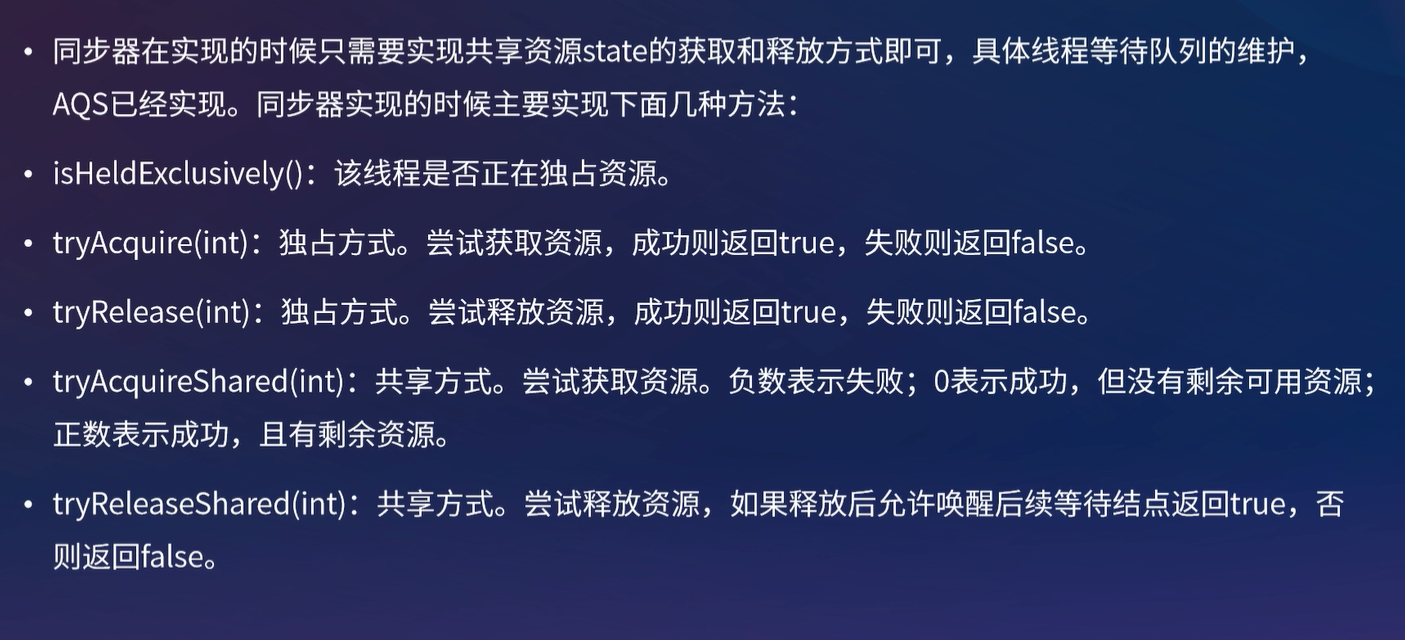 • 同步器在实现的时候只需要实现共享资源state的获取和释放方式即可，具体线程等待队列的维护，
AQS已经实现。同步器实现的时候主要实现下面几种方法：
• isHeldExclusively()：该线程是否正在独占资源。
• tryAcquire(int)：独占方式。尝试获取资源，成功则返回true，失败则返回false。
• tryRelease(int)：独占方式。尝试释放资源，成功则返回true，失败则返回false。
• tryAcquireShared(int)：共享方式。尝试获取资源。负数表示失败；0表示成功，但没有剩余可用资源；
正数表示成功，且有剩余资源。
• tryReleaseShared(int)：共享方式。尝试释放资源，如果释放后允许唤醒后续等待结点返回true，否
则返回false。